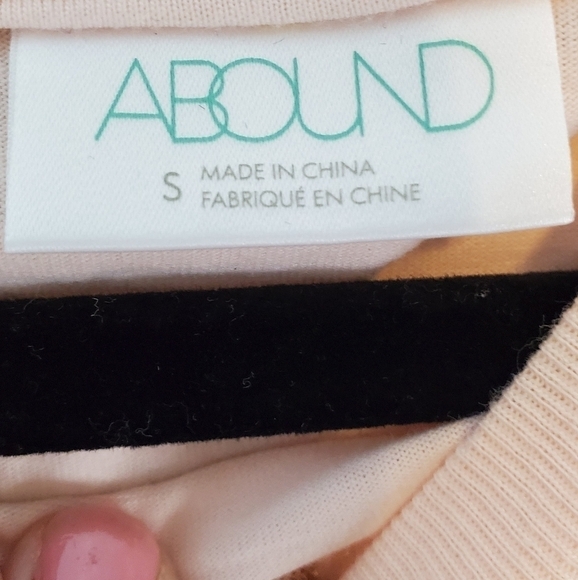 ABOUND
S MADE IN CHINA
FABRIQUÉ EN CHINE